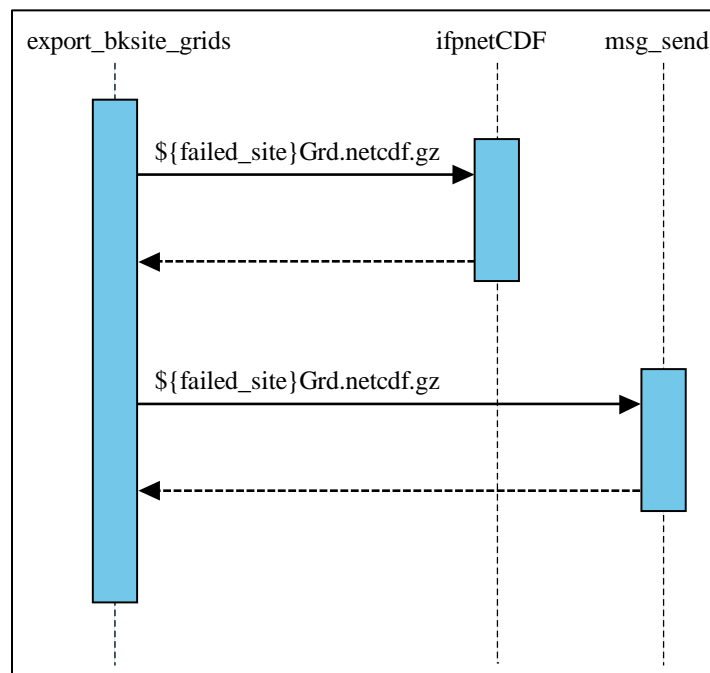 export_bksite_grids
ifpnetCDF
msg_send
${failed_site}Grd.netcdf.gz
${failed_site}Grd.netcdf.gz